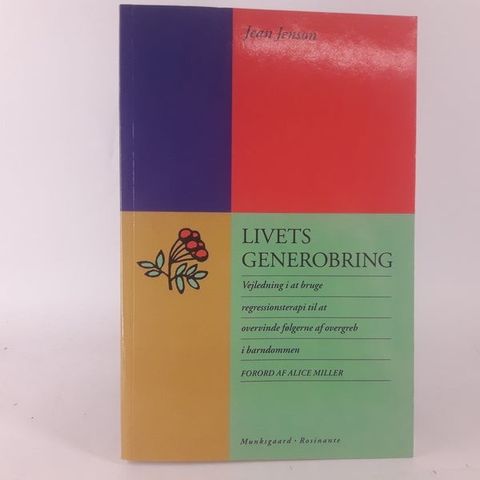 Jean Jenson
LIVETS
GENEROBRING
Vejledning i at bruge
regressionsterapi til at
overvinde følgerne af overgreb
i barndommen
FORORD AF ALICE MILLER
Munksgaard · Rosinante